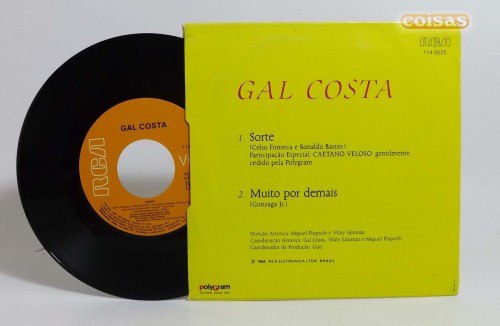 coisas
RCA
114 0025
GAL COSTA
1. Sorte
(Celso Fonseca e Ronaldo Bastos)
Participação Especial: CAETANO VELOSO gentilmente
cedido pela Polygram
2. Muito por demais
(Gonzaga Jr)
Direção Artística: Miguel Plopschi e Wally Salomão
Coordenação Artística: Gal Costa, Wally Salomão e Miguel Plopschi
Coordenador de Produção: Guti
1985 RCA ELETRÔNICA LTDA. BRASIL
polygram
GAL COSTA
RCA